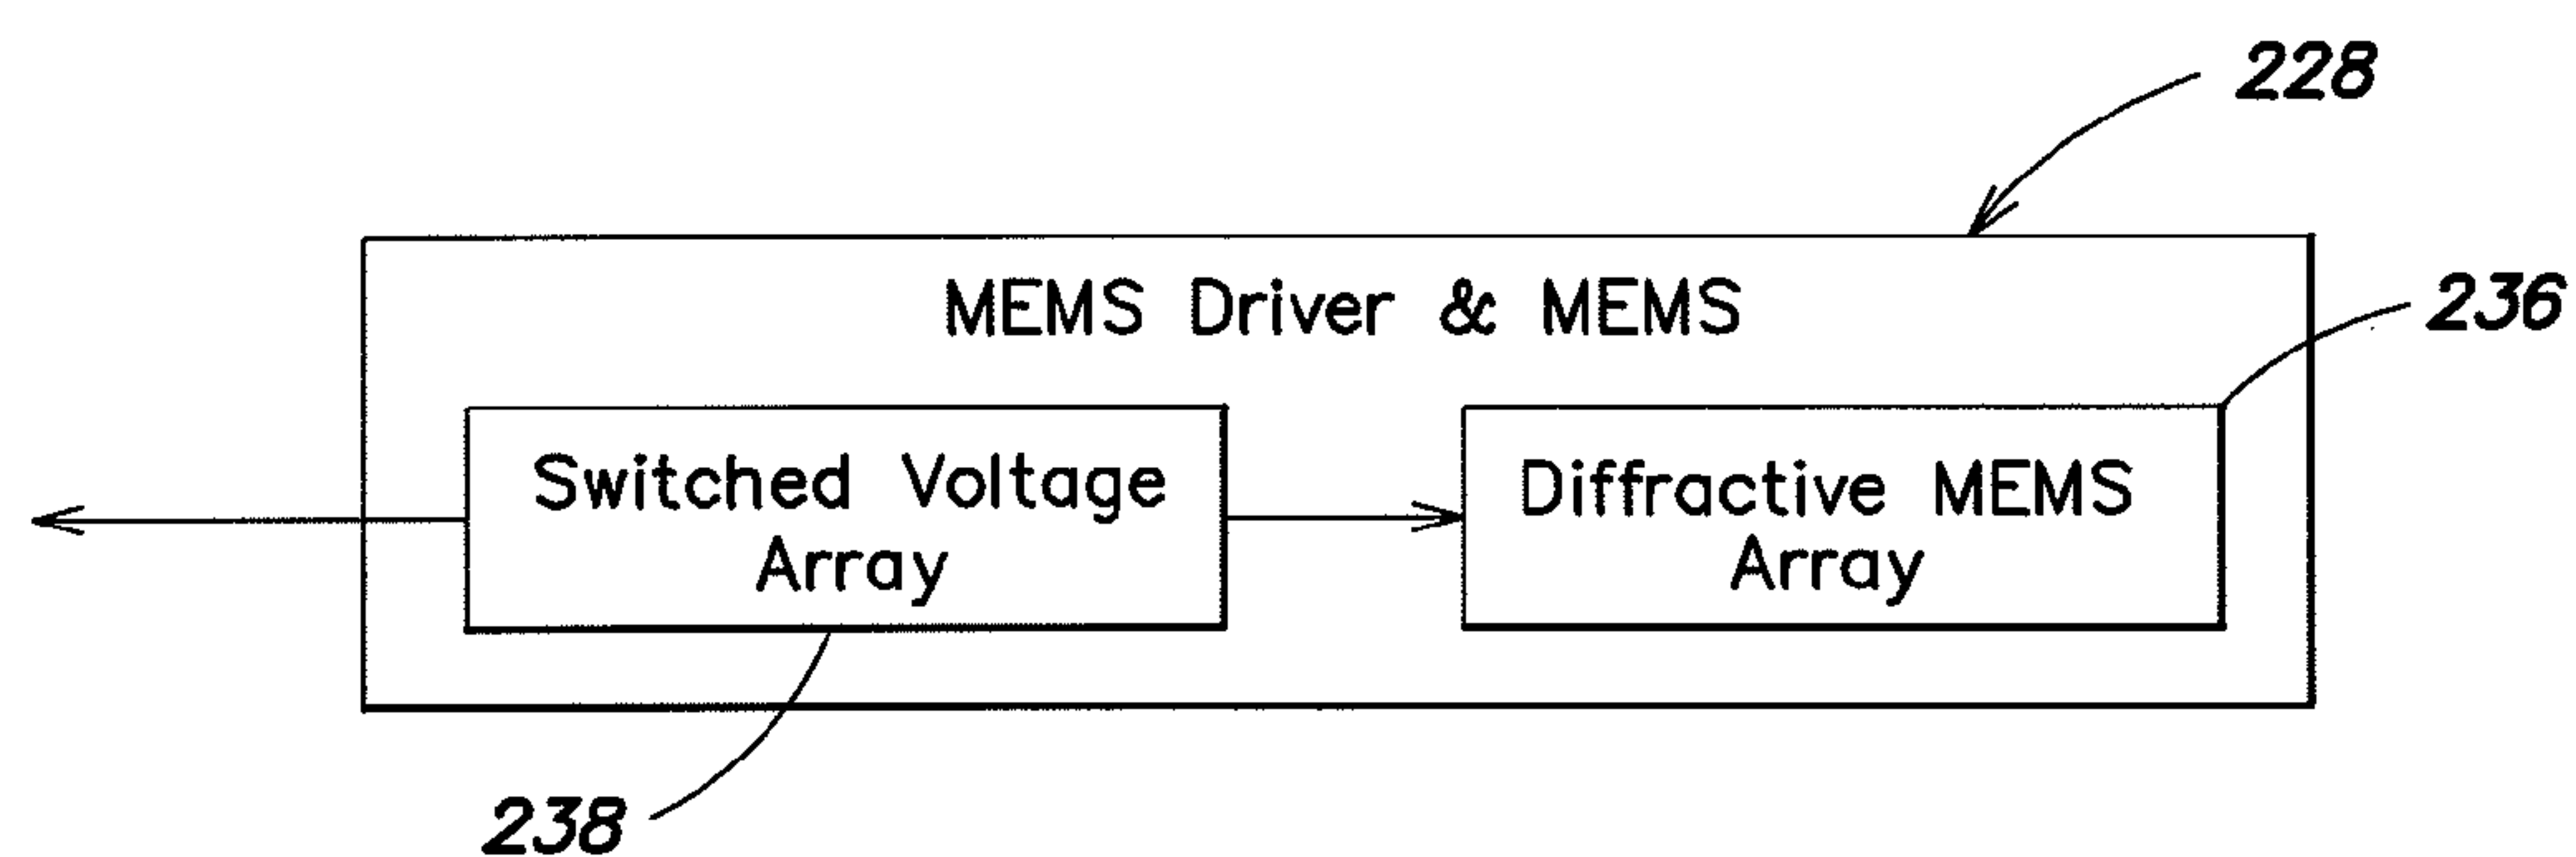 228
MEMS Driver & MEMS
236
Switched Voltage
Array
Diffractive MEMS
Array
238